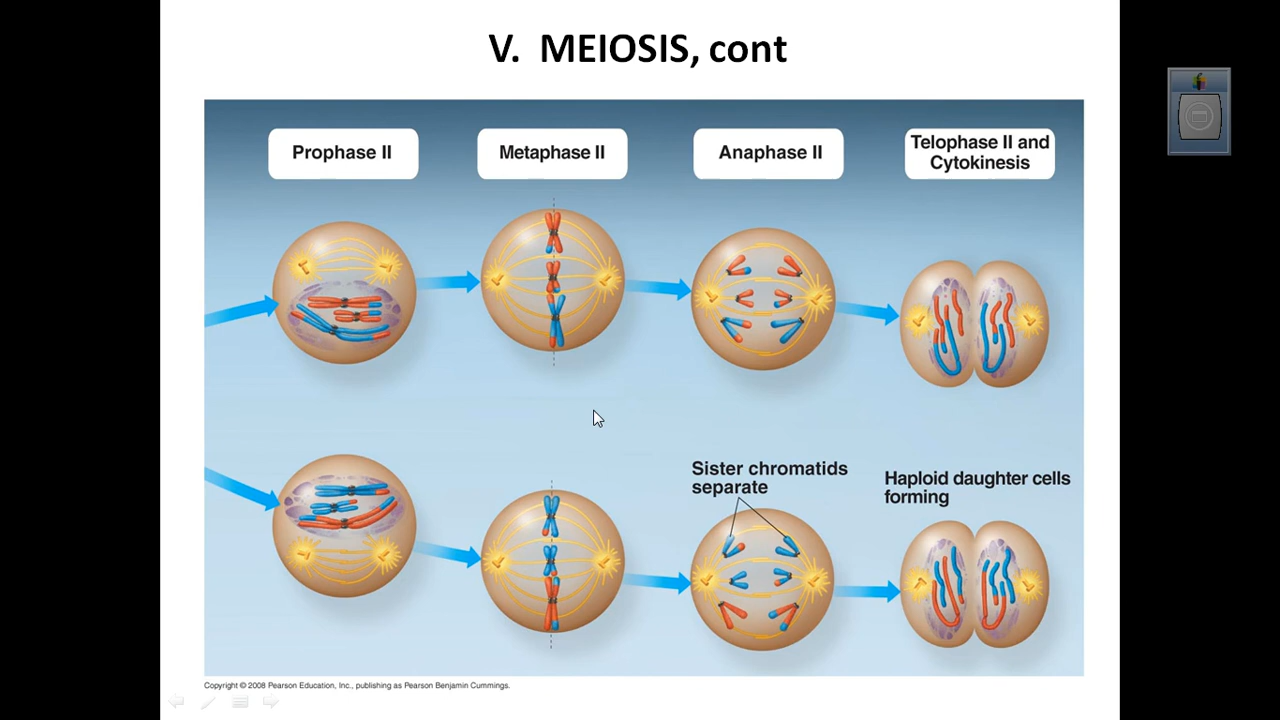 V. MEIOSIS, cont
Prophase II
Metaphase II
Anaphase II
Telophase II and
Cytokinesis
Sister chromatids
separate
Haploid daughter cells
forming
Copyright © 2008 Pearson Education, Inc., publishing as Pearson Benjamin Cummings.